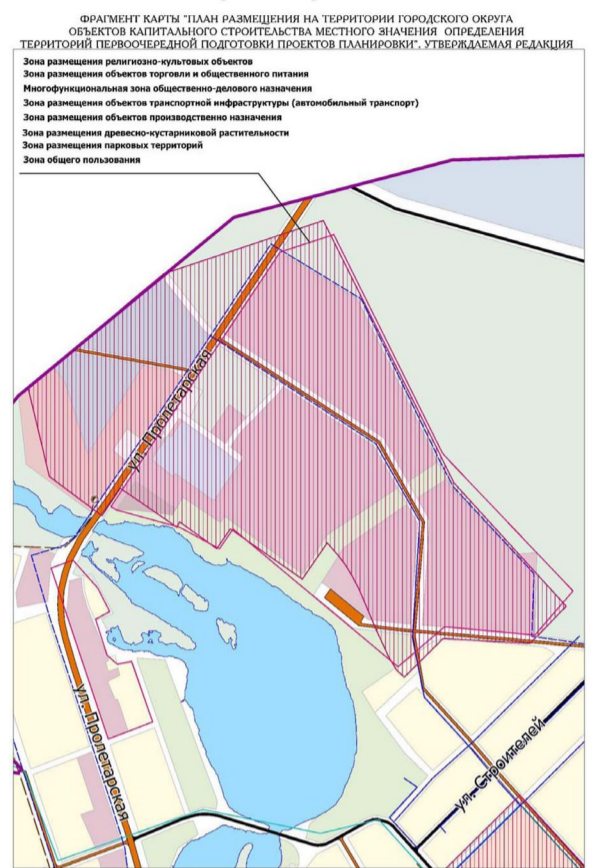 ФРАГМЕНТ КАРТЫ "ПЛАН РАЗМЕЩЕНИЯ НА ТЕРРИТОРИИ ГОРОДСКОГО ОКРУГА
ОБЪЕКТОВ КАПИТАЛЬНОГО СТРОИТЕЛЬСТВА МЕСТНОГО ЗНАЧЕНИЯ ОПРЕДЕЛЕНИЯ
ТЕРРИТОРИЙ ПЕРВООЧЕРЕДНОЙ ПОДГОТОВКИ ПРОЕКТОВ ПЛАНИРОВКИ". УТВЕРЖДАЕМАЯ РЕДАКЦИЯ
Зона размещения религиозно-культовых объектов
Зона размещения объектов торговли и общественного питания
Многофункциональная зона общественно-делового назначения
Зона размещения объектов транспортной инфраструктуры (автомобильный транспорт)
Зона размещения объектов производственно назначения
Зона размещения древесно-кустарниковой растительности
Зона размещения парковых территорий
Зона общего пользования
ул. Пролетарская
ул. Пролетарская
ул. Строителей